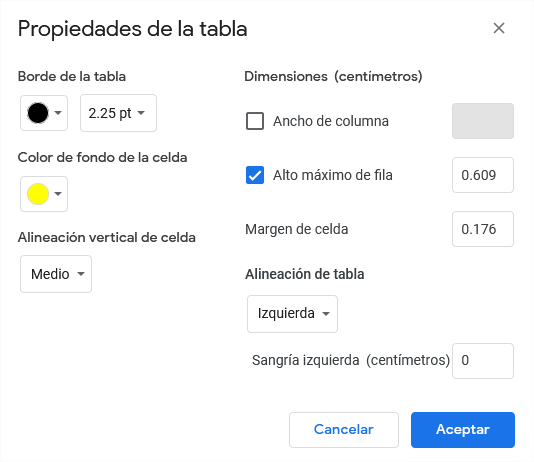 Propiedades de la tabla
Borde de la tabla
2.25 pt
Color de fondo de la celda
Alineación vertical de celda
Medio
Dimensiones (centímetros)
Ancho de columna
Alto máximo de fila
0.609
Margen de celda
0.176
Alineación de tabla
Izquierda
Sangría izquierda (centímetros)
0
Cancelar
Aceptar